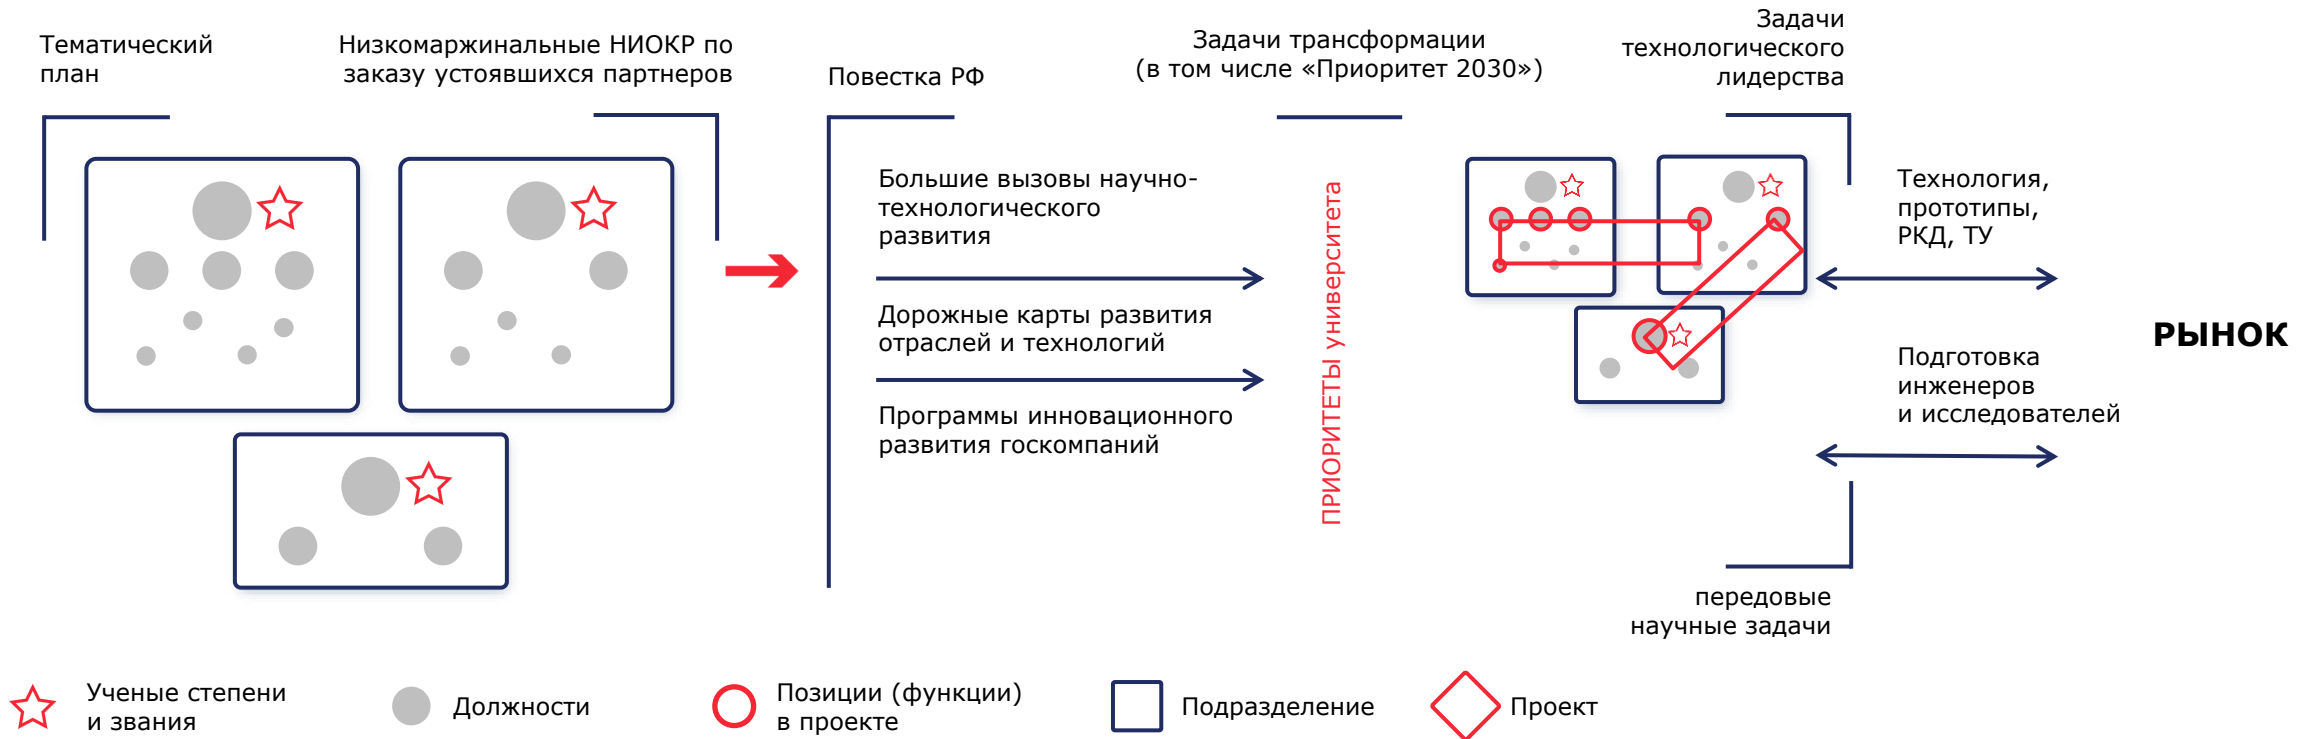 Тематический
план
Низкомаржинальные НИОКР по
заказу устоявшихся партнеров
Повестка РФ
Задачи трансформации
(в том числе «Приоритет 2030»)
Задачи
технологического
лидерства
Большие вызовы научно-
технологического
развития
Дорожные карты развития
отраслей и технологий
Программы инновационного
развития госкомпаний
ПРИОРИТЕТЫ университета
Технология,
прототипы,
РКД, ТУ
Подготовка
инженеров
и исследователей
РЫНОК
передовые
научные задачи
Ученые степени
и звания
Должности
Позиции (функции)
в проекте
Подразделение
Проект